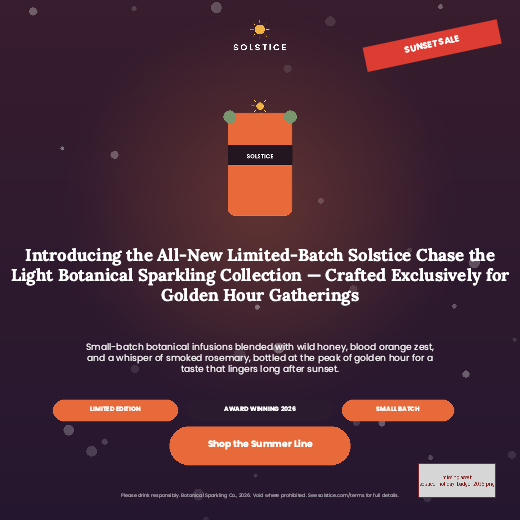 SOLSTICE
SUNSET SALE
SOLSTICE
Introducing the All-New Limited-Batch Solstice Chase the
Light Botanical Sparkling Collection — Crafted Exclusively for
Golden Hour Gatherings
Small-batch botanical infusions blended with wild honey, blood orange zest,
and a whisper of smoked rosemary, bottled at the peak of golden hour for a
taste that lingers long after sunset.
LIMITED EDITION
AWARD WINNING 2026
SMALL BATCH
Shop the Summer Line
missing asset
solstice_holiday_badge_2016.png
Please drink responsibly. Botanical Sparkling Co., 2026. Void where prohibited. See solstice.com/terms for full details.